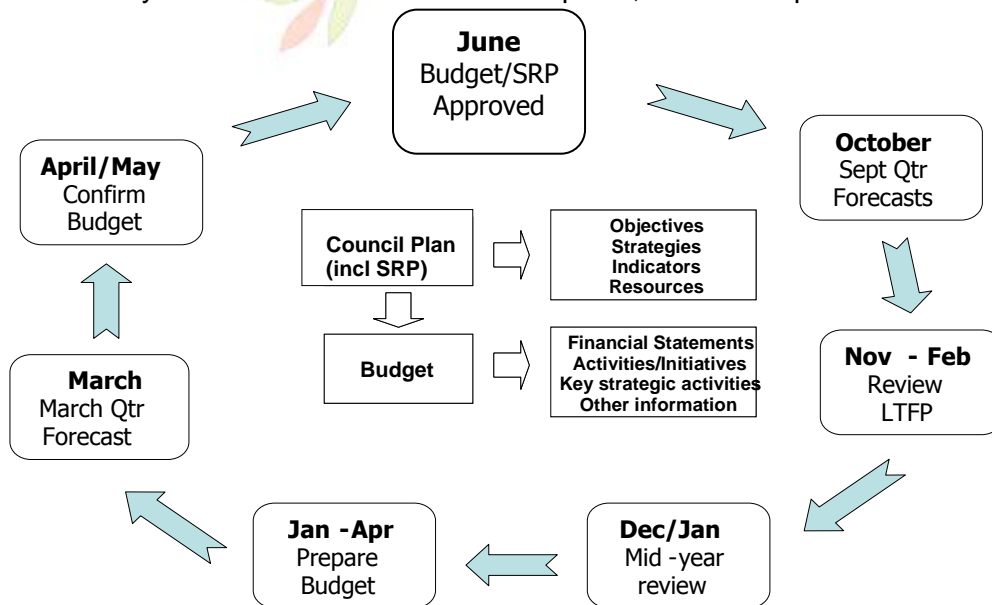 June
Budget/SRP
Approved
October
Sept Qtr
Forecasts
Nov - Feb
Review
LTFP
Dec/Jan
Mid -year
review
Jan -Apr
Prepare
Budget
March
March Qtr
Forecast
April/May
Confirm
Budget
Council Plan
(incl SRP)
Objectives
Strategies
Indicators
Resources
Budget
Financial Statements
Activities/Initiatives
Key strategic activities
Other information